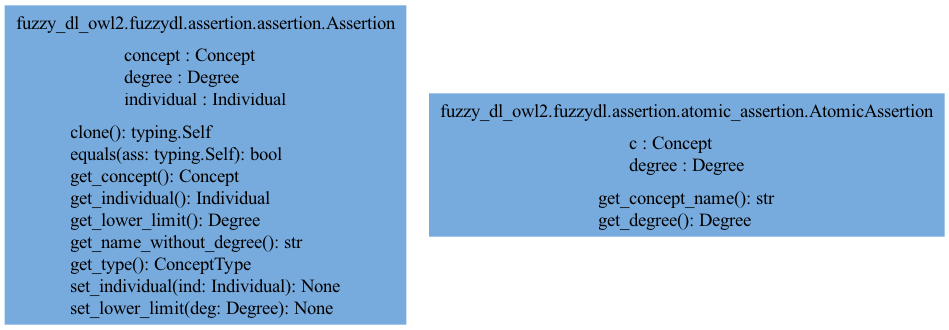 fuzzy_dl_owl2.fuzzydl.assertion.assertion.Assertion
concept : Concept
degree : Degree
individual : Individual
clone(): typing.Self
equals(ass: typing.Self): bool
get_concept(): Concept
get_individual(): Individual
get_lower_limit(): Degree
get_name_without_degree(): str
get_type(): ConceptType
set_individual(ind: Individual): None
set_lower_limit(deg: Degree): None
fuzzy_dl_owl2.fuzzydl.assertion.atomic_assertion.AtomicAssertion
c : Concept
degree : Degree
get_concept_name(): str
get_degree(): Degree